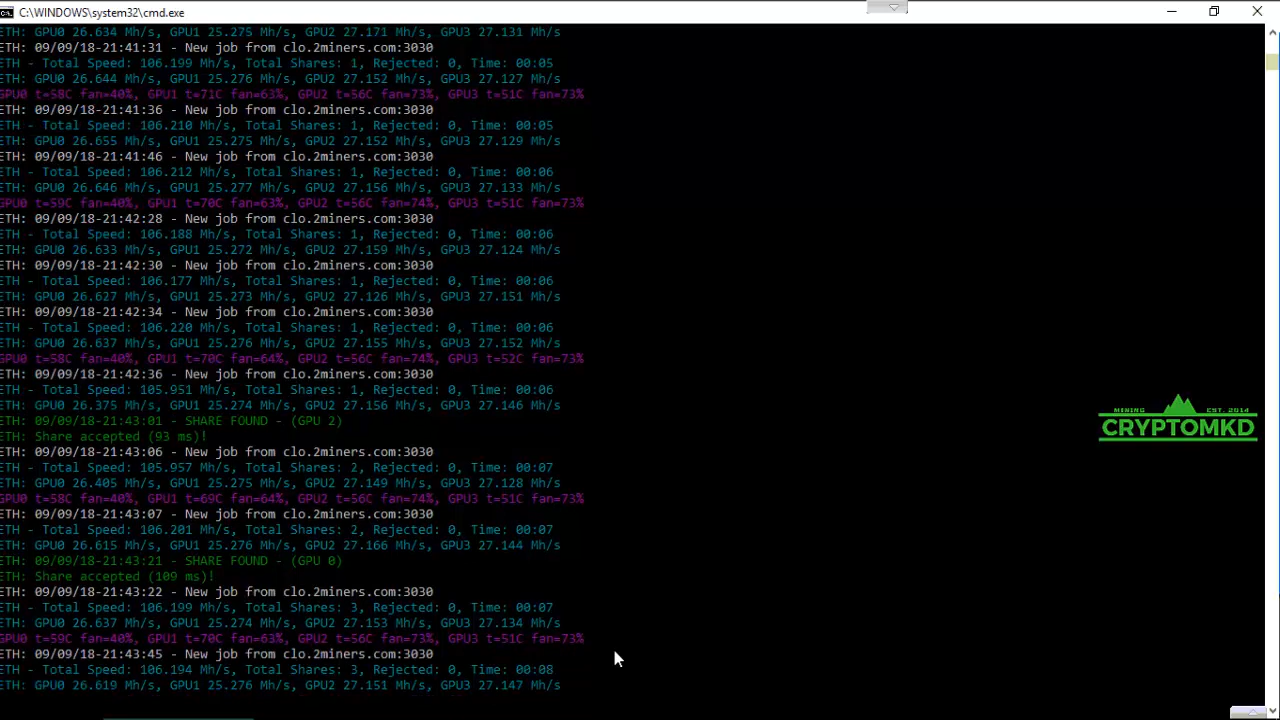 C:\WINDOWS\system32\cmd.exe
ETH: GPU0 26.634 Mh/s, GPU1 25.275 Mh/s, GPU2 27.171 Mh/s, GPU3 27.131 Mh/s
ETH: 09/09/18-21:41:31 - New job from clo.2miners.com:3030
ETH - Total Speed: 106.199 Mh/s, Total Shares: 1, Rejected: 0, Time: 00:05
ETH: GPU0 26.644 Mh/s, GPU1 25.276 Mh/s, GPU2 27.152 Mh/s, GPU3 27.127 Mh/s
GPU0 t=58C fan=40%, GPU1 t=71C fan=63%, GPU2 t=56C fan=73%, GPU3 t=51C fan=73%
ETH: 09/09/18-21:41:36 - New job from clo.2miners.com:3030
ETH - Total Speed: 106.210 Mh/s, Total Shares: 1, Rejected: 0, Time: 00:05
ETH: GPU0 26.655 Mh/s, GPU1 25.275 Mh/s, GPU2 27.152 Mh/s, GPU3 27.129 Mh/s
ETH: 09/09/18-21:41:46 - New job from clo.2miners.com:3030
ETH - Total Speed: 106.212 Mh/s, Total Shares: 1, Rejected: 0, Time: 00:06
ETH: GPU0 26.646 Mh/s, GPU1 25.277 Mh/s, GPU2 27.156 Mh/s, GPU3 27.133 Mh/s
GPU0 t=59C fan=40%, GPU1 t=70C fan=63%, GPU2 t=56C fan=74%, GPU3 t=51C fan=73%
ETH: 09/09/18-21:42:28 - New job from clo.2miners.com:3030
ETH - Total Speed: 106.188 Mh/s, Total Shares: 1, Rejected: 0, Time: 00:06
ETH: GPU0 26.633 Mh/s, GPU1 25.272 Mh/s, GPU2 27.159 Mh/s, GPU3 27.124 Mh/s
ETH: 09/09/18-21:42:30 - New job from clo.2miners.com:3030
ETH - Total Speed: 106.177 Mh/s, Total Shares: 1, Rejected: 0, Time: 00:06
ETH: GPU0 26.627 Mh/s, GPU1 25.273 Mh/s, GPU2 27.126 Mh/s, GPU3 27.151 Mh/s
ETH: 09/09/18-21:42:34 - New job from clo.2miners.com:3030
ETH - Total Speed: 106.220 Mh/s, Total Shares: 1, Rejected: 0, Time: 00:06
ETH: GPU0 26.637 Mh/s, GPU1 25.276 Mh/s, GPU2 27.155 Mh/s, GPU3 27.152 Mh/s
GPU0 t=58C fan=40%, GPU1 t=70C fan=64%, GPU2 t=56C fan=74%, GPU3 t=52C fan=73%
ETH: 09/09/18-21:42:36 - New job from clo.2miners.com:3030
ETH - Total Speed: 105.951 Mh/s, Total Shares: 1, Rejected: 0, Time: 00:06
ETH: GPU0 26.375 Mh/s, GPU1 25.274 Mh/s, GPU2 27.156 Mh/s, GPU3 27.146 Mh/s
ETH: 09/09/18-21:43:01 - SHARE FOUND - (GPU 2)
ETH: Share accepted (93 ms)!
ETH: 09/09/18-21:43:06 - New job from clo.2miners.com:3030
ETH - Total Speed: 105.957 Mh/s, Total Shares: 2, Rejected: 0, Time: 00:07
ETH: GPU0 26.405 Mh/s, GPU1 25.275 Mh/s, GPU2 27.149 Mh/s, GPU3 27.128 Mh/s
GPU0 t=58C fan=40%, GPU1 t=69C fan=64%, GPU2 t=56C fan=74%, GPU3 t=51C fan=73%
ETH: 09/09/18-21:43:07 - New job from clo.2miners.com:3030
ETH - Total Speed: 106.201 Mh/s, Total Shares: 2, Rejected: 0, Time: 00:07
ETH: GPU0 26.615 Mh/s, GPU1 25.276 Mh/s, GPU2 27.166 Mh/s, GPU3 27.144 Mh/s
ETH: 09/09/18-21:43:21 - SHARE FOUND - (GPU 0)
ETH: Share accepted (109 ms)!
ETH: 09/09/18-21:43:22 - New job from clo.2miners.com:3030
ETH - Total Speed: 106.199 Mh/s, Total Shares: 3, Rejected: 0, Time: 00:07
ETH: GPU0 26.637 Mh/s, GPU1 25.274 Mh/s, GPU2 27.153 Mh/s, GPU3 27.134 Mh/s
GPU0 t=59C fan=40%, GPU1 t=70C fan=63%, GPU2 t=56C fan=73%, GPU3 t=51C fan=73%
ETH: 09/09/18-21:43:45 - New job from clo.2miners.com:3030
ETH - Total Speed: 106.194 Mh/s, Total Shares: 3, Rejected: 0, Time: 00:08
ETH: GPU0 26.619 Mh/s, GPU1 25.276 Mh/s, GPU2 27.151 Mh/s, GPU3 27.147 Mh/s
MINING EST. 2014
CRYPTOMKD